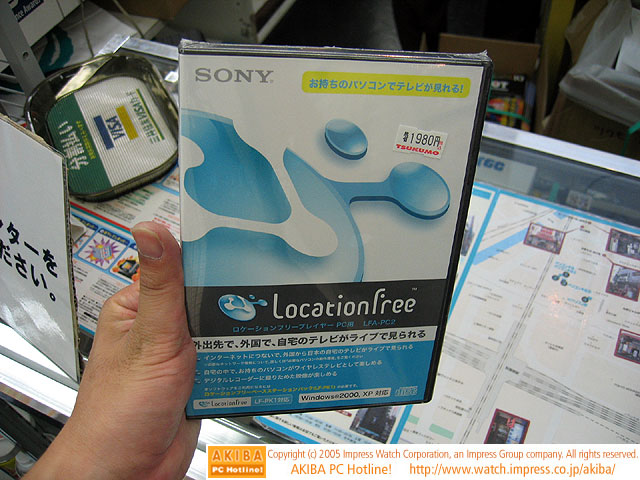 SONY
お持ちのパソコンでテレビが見れる!
1980円
TSUKUMO
VISA
LocationFree™
ロケーションフリープレイヤー PC用 LFA-PC2
外出先で、外国で、自宅のテレビがライブで見られる
インターネットにつないで、外国から日本の自宅のテレビがライブで見られる
自宅の中で、お持ちのパソコンがワイヤレステレビとして楽しめる
デジタルレコーダーに録りためた映像が楽しめる
LocationFree
LF-PK1対応
Windows®2000, XP 対応
ターを
ださい。
AKIBA
PC Hotline!
Copyright (c) 2005 Impress Watch Corporation, an Impress Group company. All rights reserved.
AKIBA PC Hotline! http://www.watch.impress.co.jp/akiba/